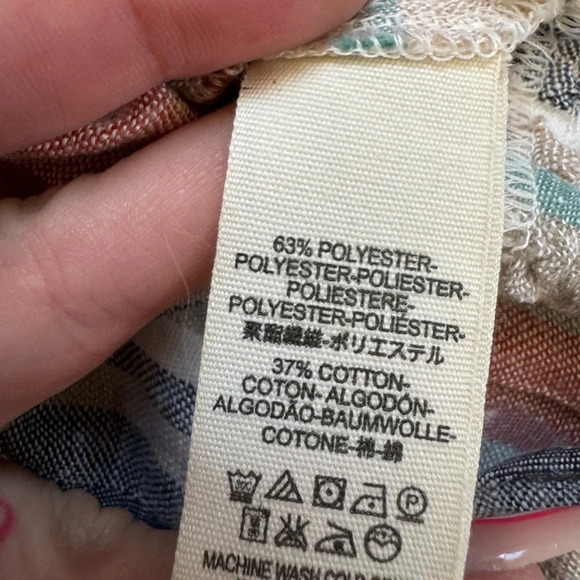 63% POLYESTER-
POLYESTER-POLIESTER-
POLIESTERE-
POLYESTER-POLIÉSTER-
聚酯纖維-ポリエステル
37% COTTON-
COTON- ALGODÓN-
ALGODÃO-BAUMWOLLE-
COTONE-棉-綿
MACHINE WASH COLD